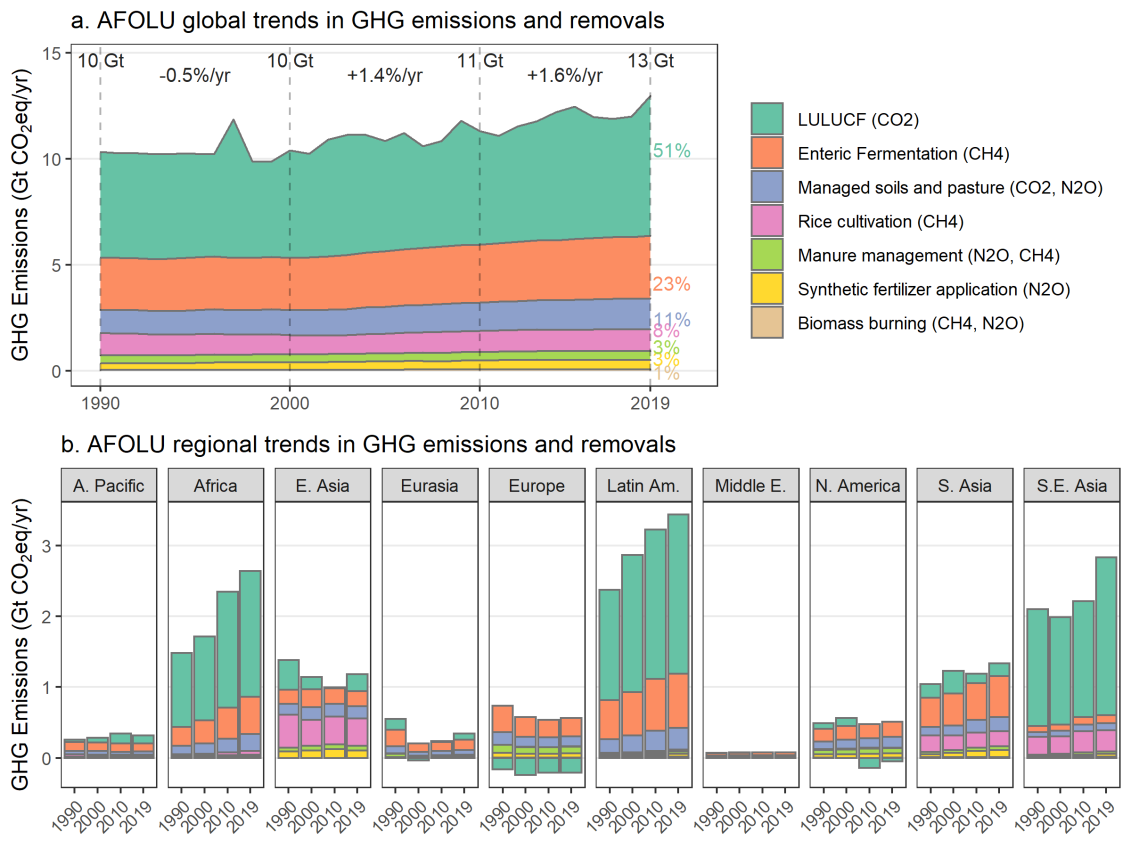 a. AFOLU global trends in GHG emissions and removals
GHG Emissions (Gt CO₂eq/yr)
15
10
5
0
10 Gt
10 Gt
11 Gt
13 Gt
-0.5%/yr
+1.4%/yr
+1.6%/yr
51%
23%
11%
8%
3%
3%
1%
1990
2000
2010
2019
LULUCF (CO2)
Enteric Fermentation (CH4)
Managed soils and pasture (CO2, N2O)
Rice cultivation (CH4)
Manure management (N2O, CH4)
Synthetic fertilizer application (N2O)
Biomass burning (CH4, N2O)
b. AFOLU regional trends in GHG emissions and removals
GHG Emissions (Gt CO₂eq/yr)
A. Pacific
Africa
E. Asia
Eurasia
Europe
Latin Am.
Middle E.
N. America
S. Asia
S.E. Asia
3
2
1
0
1990 2000 2010 2019
1990 2000 2010 2019
1990 2000 2010 2019
1990 2000 2010 2019
1990 2000 2010 2019
1990 2000 2010 2019
1990 2000 2010 2019
1990 2000 2010 2019
1990 2000 2010 2019
1990 2000 2010 2019